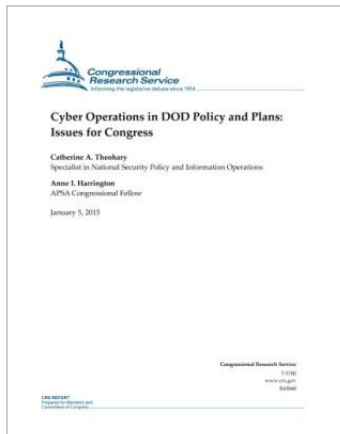 Congressional
Research Service
Informing the legislative debate since 1914
Cyber Operations in DOD Policy and Plans:
Issues for Congress
Catherine A. Theohary
Specialist in National Security Policy and Information Operations
Anne I. Harrington
APSA Congressional Fellow
January 5, 2015
Congressional Research Service
7-5700
www.crs.gov
CRS REPORT
Prepared for Members and
Committees of Congress